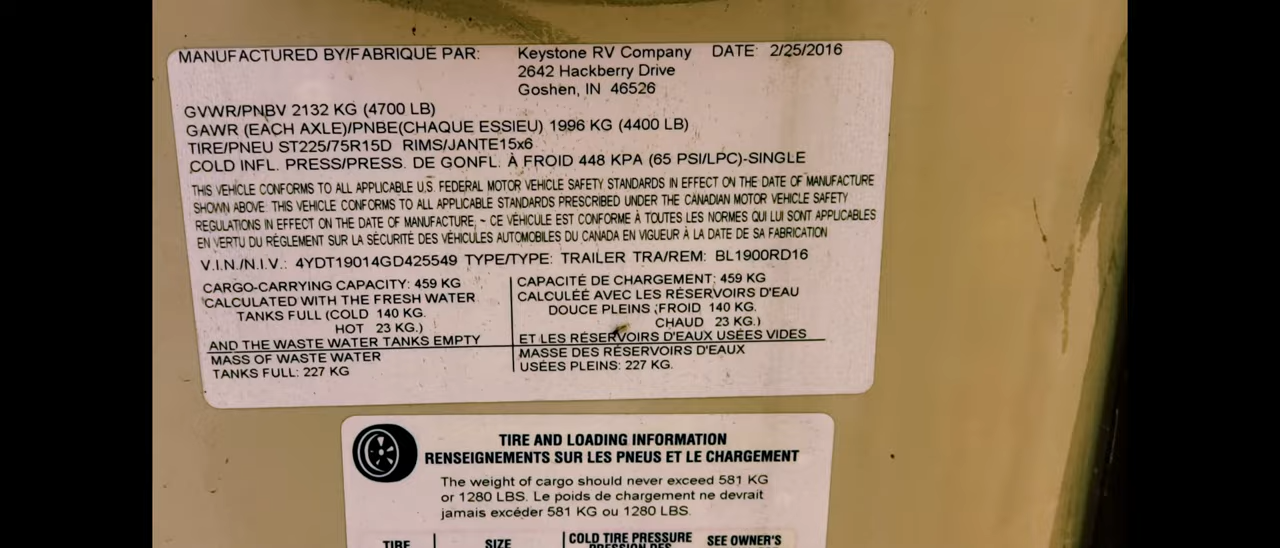 MANUFACTURED BY/FABRIQUE PAR: Keystone RV Company DATE 2/25/2016
2642 Hackberry Drive
Goshen, IN 46526
GVWR/PNBV 2132 KG (4700 LB)
GAWR (EACH AXLE)/PNBE(CHAQUE ESSIEU) 1996 KG (4400 LB)
TIRE/PNEU ST225/75R15D RIMS/JANTE15x6
COLD INFL. PRESS/PRESS. DE GONFL. À FROID 448 KPA (65 PSI/LPC)-SINGLE
THIS VEHICLE CONFORMS TO ALL APPLICABLE U.S. FEDERAL MOTOR VEHICLE SAFETY STANDARDS IN EFFECT ON THE DATE OF MANUFACTURE
SHOWN ABOVE. THIS VEHICLE CONFORMS TO ALL APPLICABLE STANDARDS PRESCRIBED UNDER THE CANADIAN MOTOR VEHICLE SAFETY
REGULATIONS IN EFFECT ON THE DATE OF MANUFACTURE, ~ CE VÉHICULE EST CONFORME À TOUTES LES NORMES QUI LUI SONT APPLICABLES
EN VERTU DU RÈGLEMENT SUR LA SÉCURITÉ DES VÉHICULES AUTOMOBILES DU CANADA EN VIGUEUR À LA DATE DE SA FABRICATION
V.I.N./N.I.V.: 4YDT19014GD425549 TYPE/TYPE: TRAILER TRA/REM: BL1900RD16
CARGO-CARRYING CAPACITY: 459 KG
CALCULATED WITH THE FRESH WATER
TANKS FULL (COLD 140 KG.
HOT 23 KG.)
AND THE WASTE WATER TANKS EMPTY
MASS OF WASTE WATER
TANKS FULL: 227 KG
CAPACITÉ DE CHARGEMENT: 459 KG
CALCULÉE AVEC LES RÉSERVOIRS D'EAU
DOUCE PLEINS (FROID 140 KG.
CHAUD 23 KG.)
ET LES RÉSERVOIRS D'EAUX USÉES VIDES
MASSE DES RÉSERVOIRS D'EAUX
USÉES PLEINS: 227 KG.
TIRE AND LOADING INFORMATION
RENSEIGNEMENTS SUR LES PNEUS ET LE CHARGEMENT
The weight of cargo should never exceed 581 KG
or 1280 LBS. Le poids de chargement ne devrait
jamais excéder 581 KG ou 1280 LBS.
TIRE SIZE COLD TIRE PRESSURE SEE OWNER'S
PRESSION DES